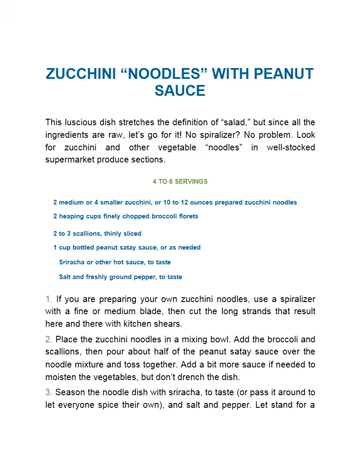 ZUCCHINI “NOODLES” WITH PEANUT
SAUCE
This luscious dish stretches the definition of “salad,” but since all the
ingredients are raw, let’s go for it! No spiralizer? No problem. Look
for zucchini and other vegetable “noodles” in well-stocked
supermarket produce sections.
4 TO 6 SERVINGS
2 medium or 4 smaller zucchini, or 10 to 12 ounces prepared zucchini noodles
2 heaping cups finely chopped broccoli florets
2 to 3 scallions, thinly sliced
1 cup bottled peanut satay sauce, or as needed
Sriracha or other hot sauce, to taste
Salt and freshly ground pepper, to taste
1. If you are preparing your own zucchini noodles, use a spiralizer
with a fine or medium blade, then cut the long strands that result
here and there with kitchen shears.
2. Place the zucchini noodles in a mixing bowl. Add the broccoli and
scallions, then pour about half of the peanut satay sauce over the
noodle mixture and toss together. Add a bit more sauce if needed to
moisten the vegetables, but don’t drench the dish.
3. Season the noodle dish with sriracha, to taste (or pass it around to
let everyone spice their own), and salt and pepper. Let stand for a